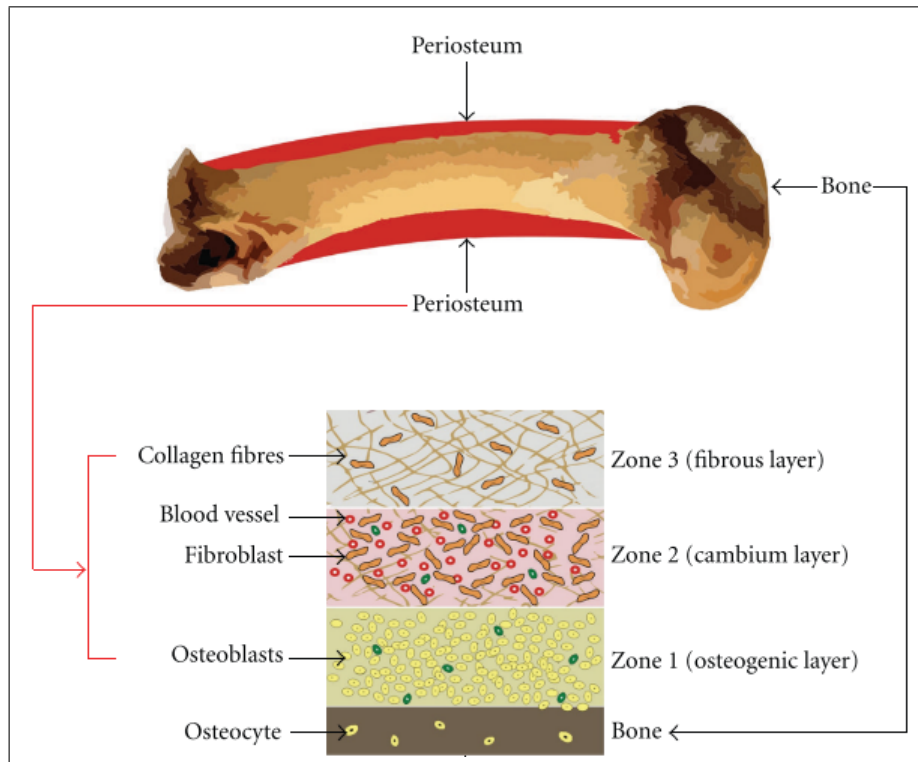 Periosteum
Bone
Periosteum
Collagen fibres
Zone 3 (fibrous layer)
Blood vessel
Fibroblast
Zone 2 (cambium layer)
Osteoblasts
Zone 1 (osteogenic layer)
Osteocyte
Bone